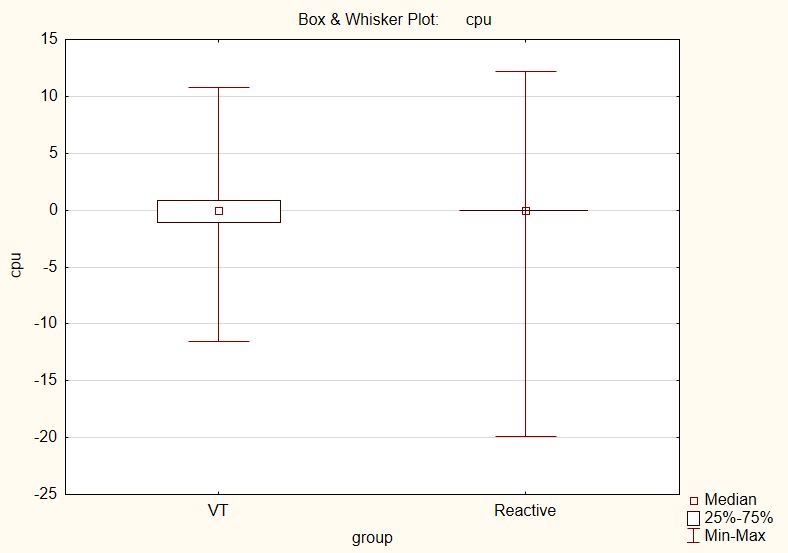 Box & Whisker Plot: cpu
15
10
5
0
-5
-10
-15
-20
-25
cpu
VT Reactive
group
Median
25%-75%
Min-Max